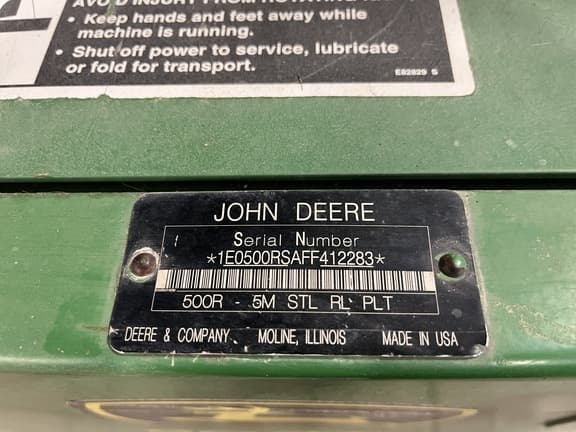 • Keep hands and feet away while
machine is running.
• Shut off power to service, lubricate
or fold for transport.
E82829 S
JOHN DEERE
Serial Number
*1E0500RSAFF412283*
500R - 5M STL RL PLT
DEERE & COMPANY MOLINE, ILLINOIS MADE IN USA